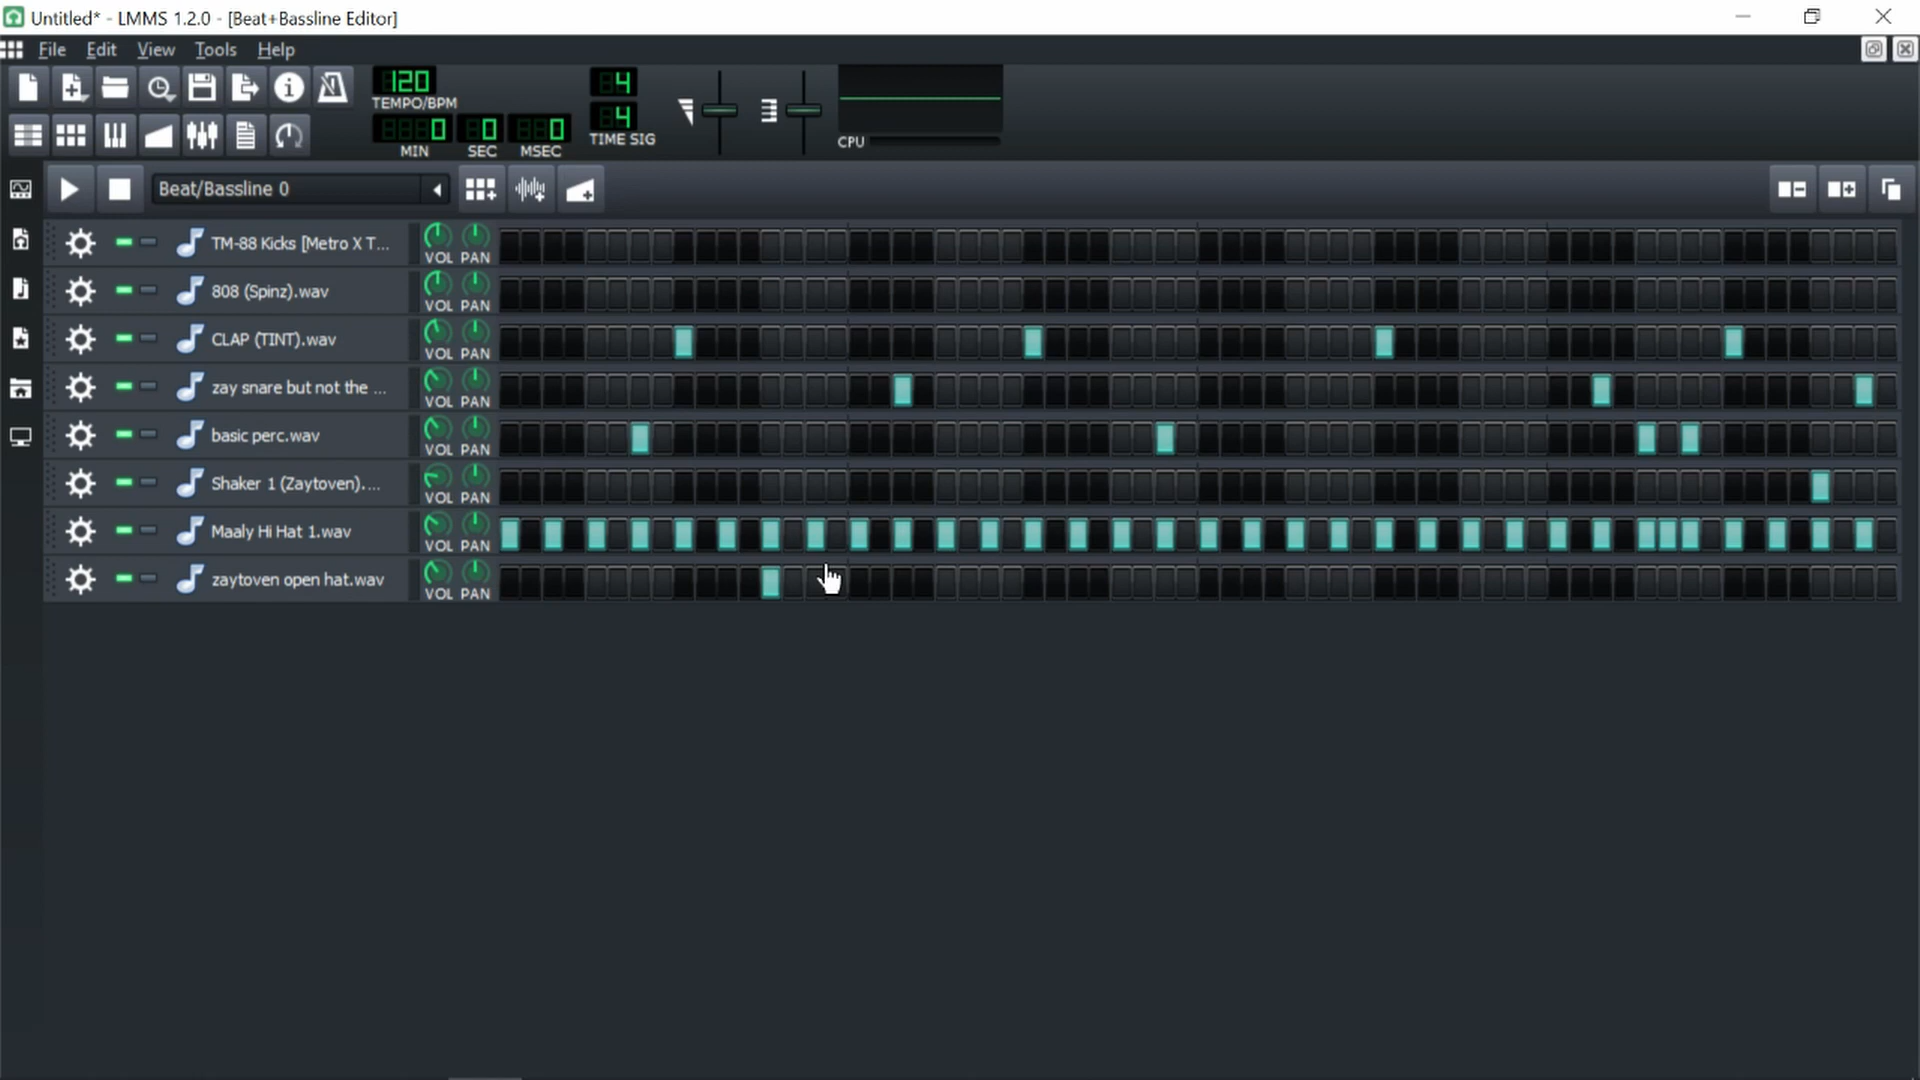 Untitled* - LMMS 1.2.0 - [Beat+Bassline Editor]
File Edit View Tools Help
120
TEMPO/BPM
4
4
TIME SIG
0 0 0
MIN SEC MSEC
CPU
Beat/Bassline 0
TM-88 Kicks [Metro X T... VOL PAN
808 (Spinz).wav VOL PAN
CLAP (TINT).wav VOL PAN
zay snare but not the ... VOL PAN
basic perc.wav VOL PAN
Shaker 1 (Zaytoven).... VOL PAN
Maaly Hi Hat 1.wav VOL PAN
zaytoven open hat.wav VOL PAN